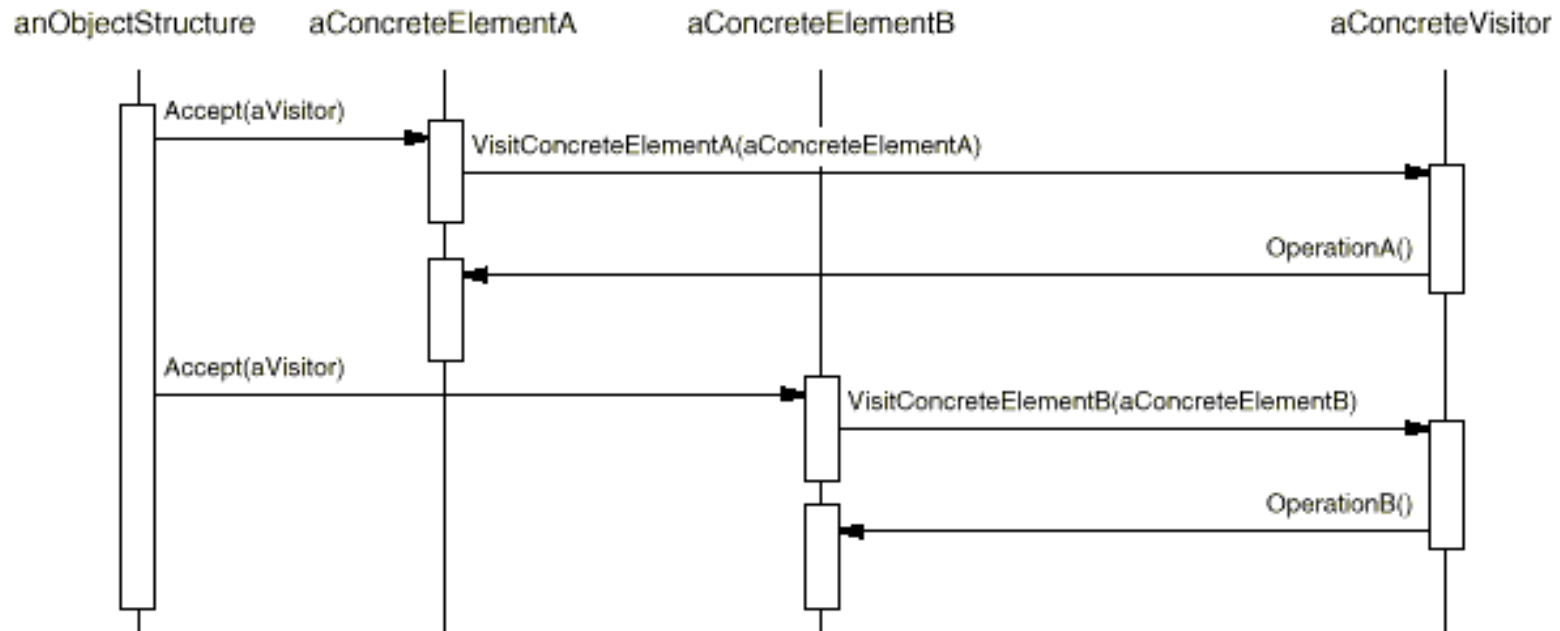 anObjectStructure
aConcreteElementA
aConcreteElementB
aConcreteVisitor
Accept(aVisitor)
VisitConcreteElementA(aConcreteElementA)
OperationA()
Accept(aVisitor)
VisitConcreteElementB(aConcreteElementB)
OperationB()